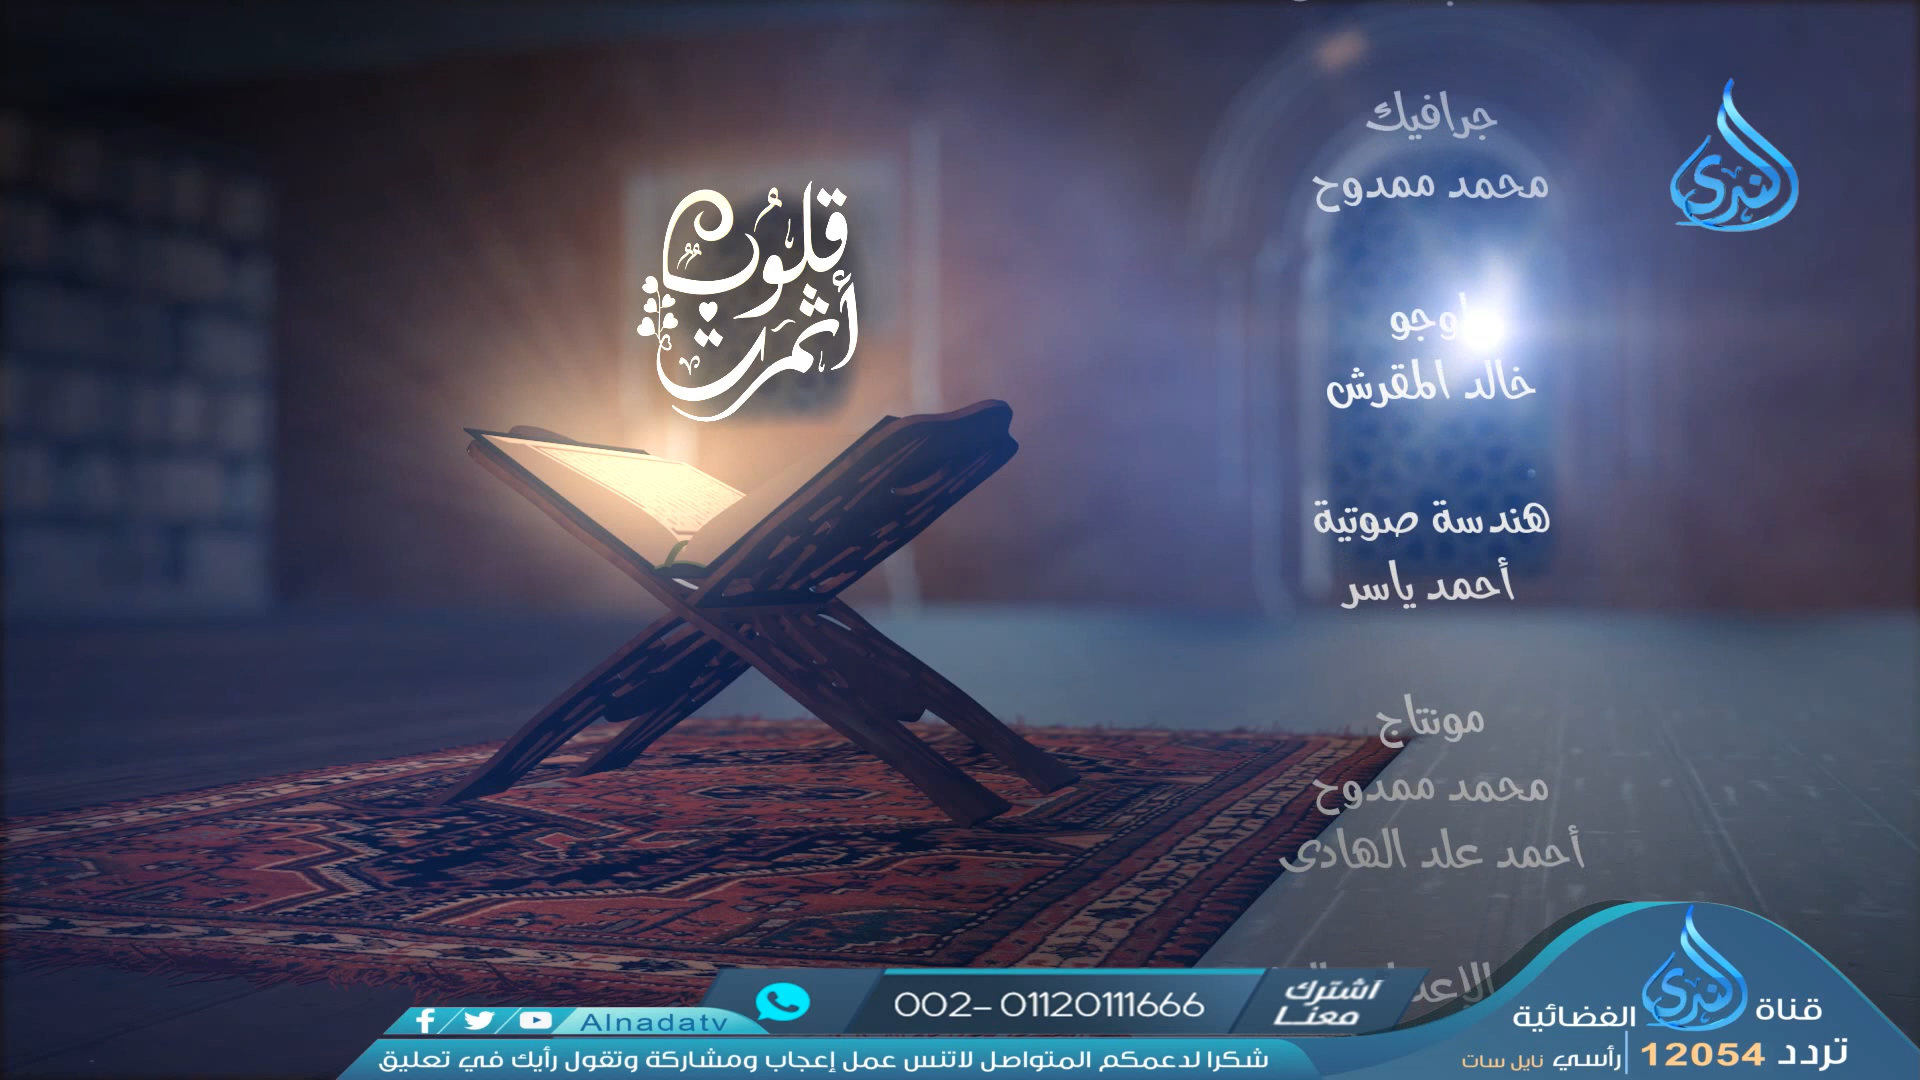 جرافيك
محمد ممدوح
لوجو
خالد المقرش
هندسة صوتية
أحمد ياسر
مونتاج
محمد ممدوح
أحمد علد الهادى
قلوب
أثمرت
الندى
اشترك
معنا
002-01120111666
Alnadatv
شكرا لدعمكم المتواصل لاتنس عمل إعجاب ومشاركة وتقول رأيك في تعليق
قناة الندى الفضائية
تردد 12054 رأسي نايل سات